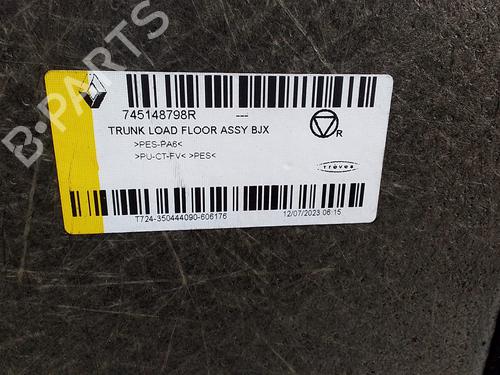 B-PARTS
745148798R ---
TRUNK LOAD FLOOR ASSY BJX
>PES-PA6<
>PU-CT-FV< >PES<
R
Treves
T724-350444090-606176 12/07/2023 06:15